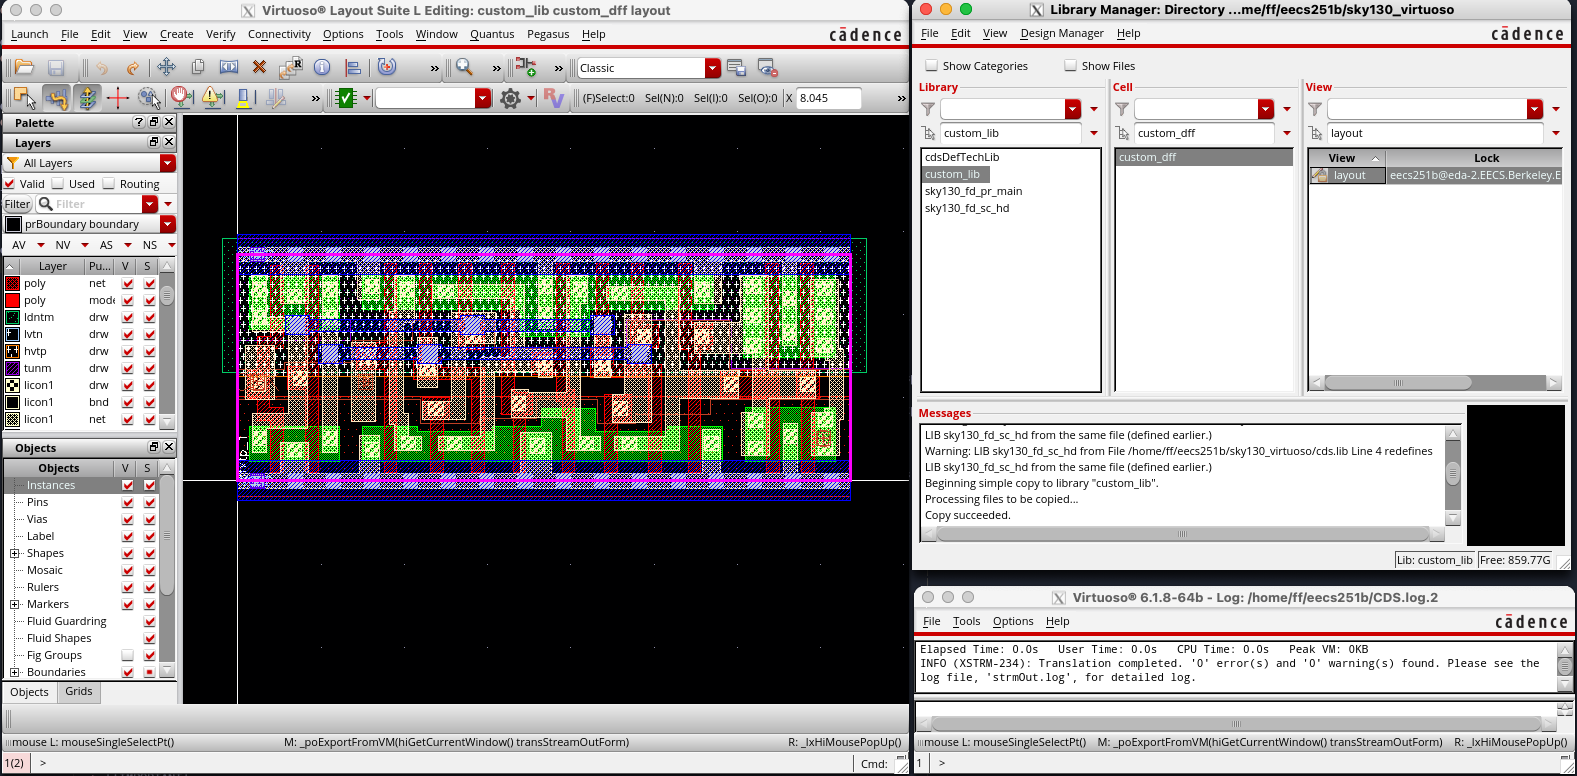 Virtuoso® Layout Suite L Editing: custom_lib custom_dff layout
Launch File Edit View Create Verify Connectivity Options Tools Window Quantus Pegasus Help
cādence
Classic
(F)Select:0 Sel(N):0 Sel(I):0 Sel(O):0 X 8.045
Palette
Layers
All Layers
Valid Used Routing
Filter Filter
prBoundary boundary
AV NV AS NS
Layer Pu... V S
poly net
poly mode
ldntm drw
lvtn drw
hvtp drw
tunm drw
licon1 drw
licon1 bnd
licon1 net
Objects
Objects V S
Instances
Pins
Vias
Label
Shapes
Mosaic
Rulers
Markers
Fluid Guardring
Fluid Shapes
Fig Groups
Boundaries
Objects Grids
mouse L: mouseSingleSelectPt() M: _poExportFromVM(hiGetCurrentWindow() transStreamOutForm) R: _lxHiMousePopUp()
1(2) > Cmd:
Library Manager: Directory ...me/ff/eecs251b/sky130_virtuoso
File Edit View Design Manager Help
cādence
Show Categories Show Files
Library Cell View
custom_lib custom_dff layout
cdsDefTechLib
custom_lib
sky130_fd_pr_main
sky130_fd_sc_hd
custom_dff
View Lock
layout eecs251b@eda-2.EECS.Berkeley.E
Messages
LIB sky130_fd_sc_hd from the same file (defined earlier.)
Warning: LIB sky130_fd_sc_hd from File /home/ff/eecs251b/sky130_virtuoso/cds.lib Line 4 redefines
LIB sky130_fd_sc_hd from the same file (defined earlier.)
Beginning simple copy to library "custom_lib".
Processing files to be copied...
Copy succeeded.
Lib: custom_lib Free: 859.77G
Virtuoso® 6.1.8-64b - Log: /home/ff/eecs251b/CDS.log.2
File Tools Options Help
cādence
Elapsed Time: 0.0s User Time: 0.0s CPU Time: 0.0s Peak VM: 0KB
INFO (XSTRM-234): Translation completed. '0' error(s) and '0' warning(s) found. Please see the
log file, 'strmOut.log', for detailed log.
mouse L: mouseSingleSelectPt() M: _poExportFromVM(hiGetCurrentWindow() transStreamOutForm) R: _lxHiMousePopUp()
1 >